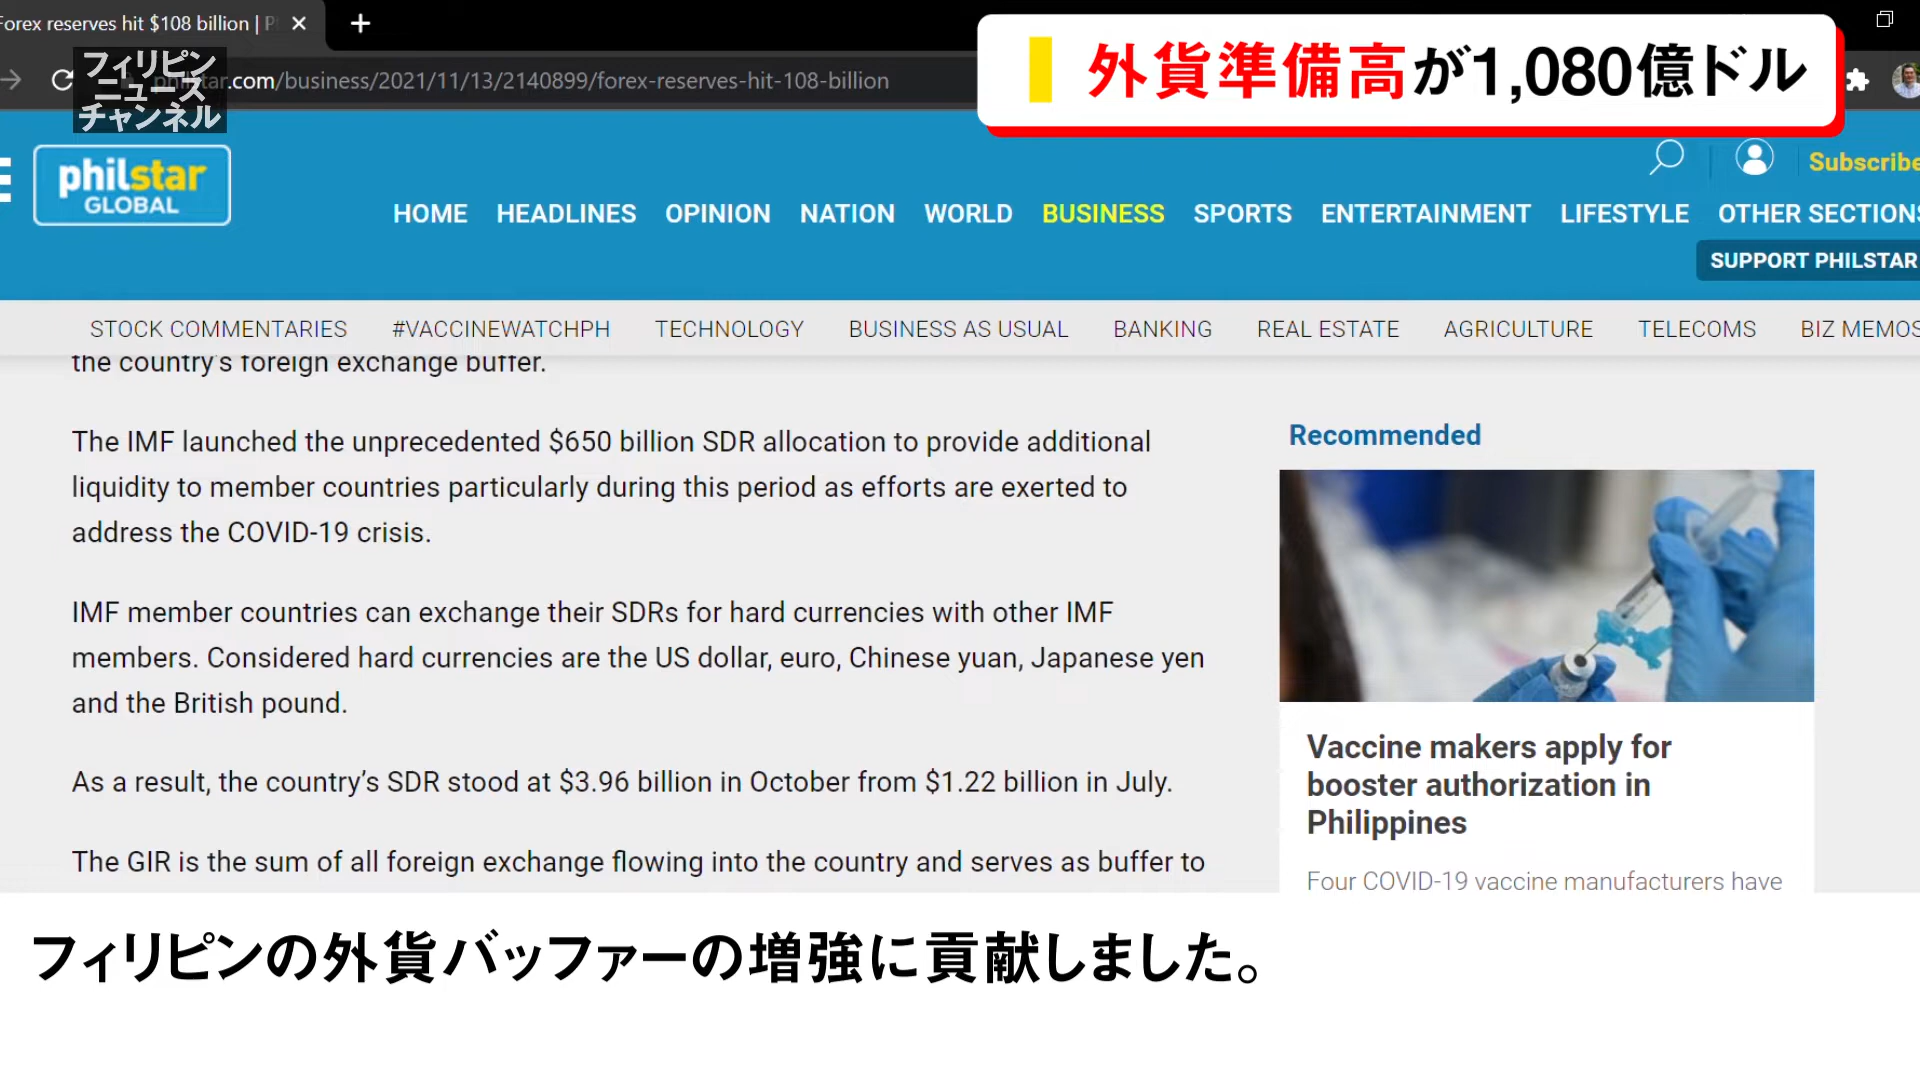 Forex reserves hit $108 billion |
外貨準備高が1,080億ドル
フィリピン
ニュース
チャンネル
philstar.com/business/2021/11/13/2140899/forex-reserves-hit-108-billion
philstar
GLOBAL
Subscribe
HOME HEADLINES OPINION NATION WORLD BUSINESS SPORTS ENTERTAINMENT LIFESTYLE OTHER SECTIONS
SUPPORT PHILSTAR
STOCK COMMENTARIES #VACCINEWATCHPH TECHNOLOGY BUSINESS AS USUAL BANKING REAL ESTATE AGRICULTURE TELECOMS BIZ MEMOS
the country's foreign exchange buffer.
The IMF launched the unprecedented $650 billion SDR allocation to provide additional
liquidity to member countries particularly during this period as efforts are exerted to
address the COVID-19 crisis.
IMF member countries can exchange their SDRs for hard currencies with other IMF
members. Considered hard currencies are the US dollar, euro, Chinese yuan, Japanese yen
and the British pound.
As a result, the country’s SDR stood at $3.96 billion in October from $1.22 billion in July.
The GIR is the sum of all foreign exchange flowing into the country and serves as buffer to
Recommended
Vaccine makers apply for
booster authorization in
Philippines
Four COVID-19 vaccine manufacturers have
フィリピンの外貨バッファーの増強に貢献しました。